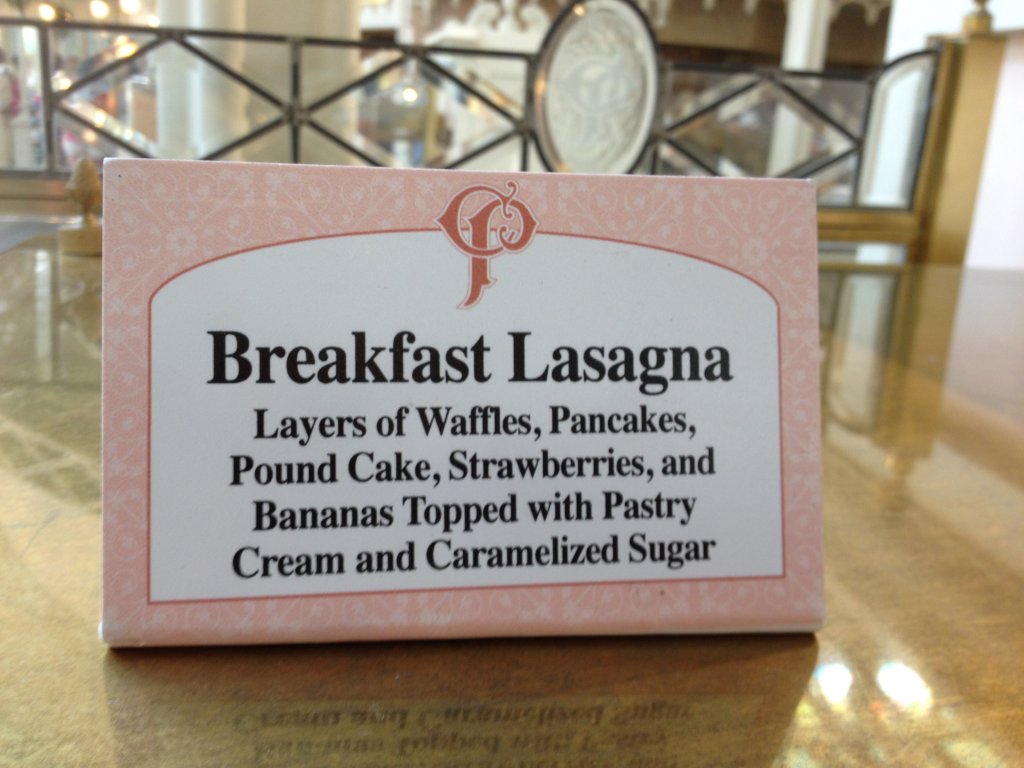 Breakfast Lasagna
Layers of Waffles, Pancakes,
Pound Cake, Strawberries, and
Bananas Topped with Pastry
Cream and Caramelized Sugar